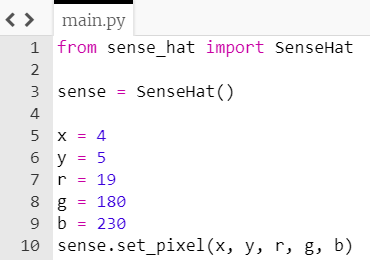 main.py
1 from sense_hat import SenseHat
2
3 sense = SenseHat()
4
5 x = 4
6 y = 5
7 r = 19
8 g = 180
9 b = 230
10 sense.set_pixel(x, y, r, g, b)